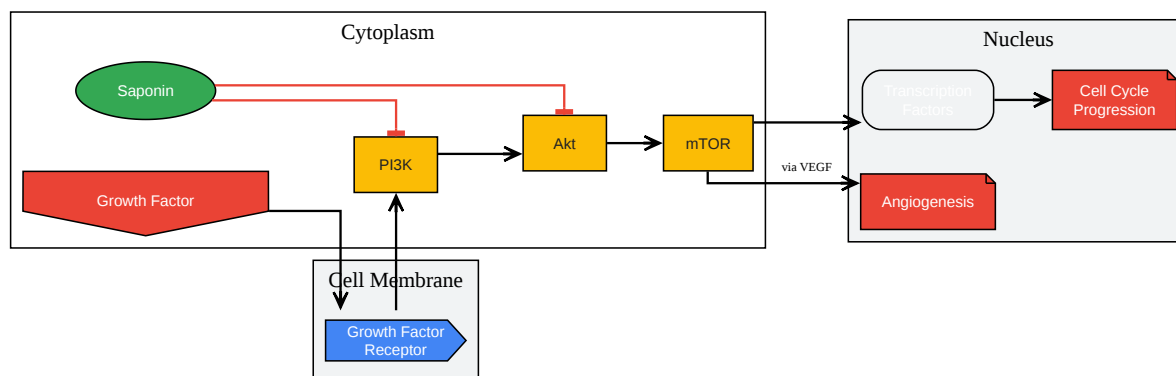 Cytoplasm
Nucleus
Saponin
Transcription
Factors
Cell Cycle
Progression
PI3K
Akt
mTOR
via VEGF
Growth Factor
Angiogenesis
Cell Membrane
Growth Factor
Receptor